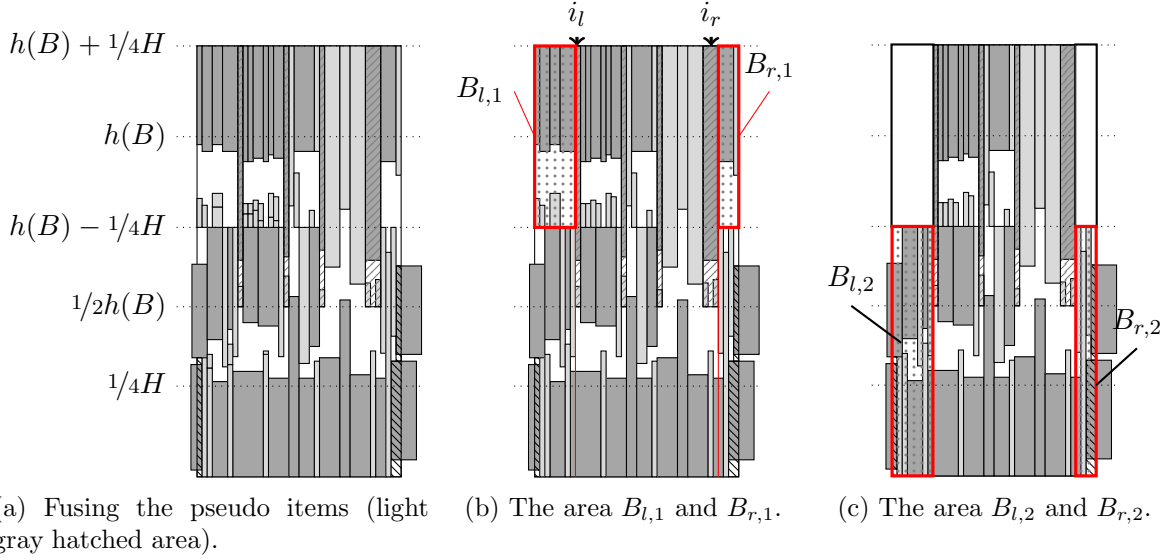 i_l i_r
h(B) + 1/4H
B_{l,1} B_{r,1}
h(B)
h(B) − 1/4H
B_{l,2}
1/2h(B)
B_{r,2}
1/4H
a) Fusing the pseudo items (light
gray hatched area).
(b) The area B_{l,1} and B_{r,1}.
(c) The area B_{l,2} and B_{r,2}.